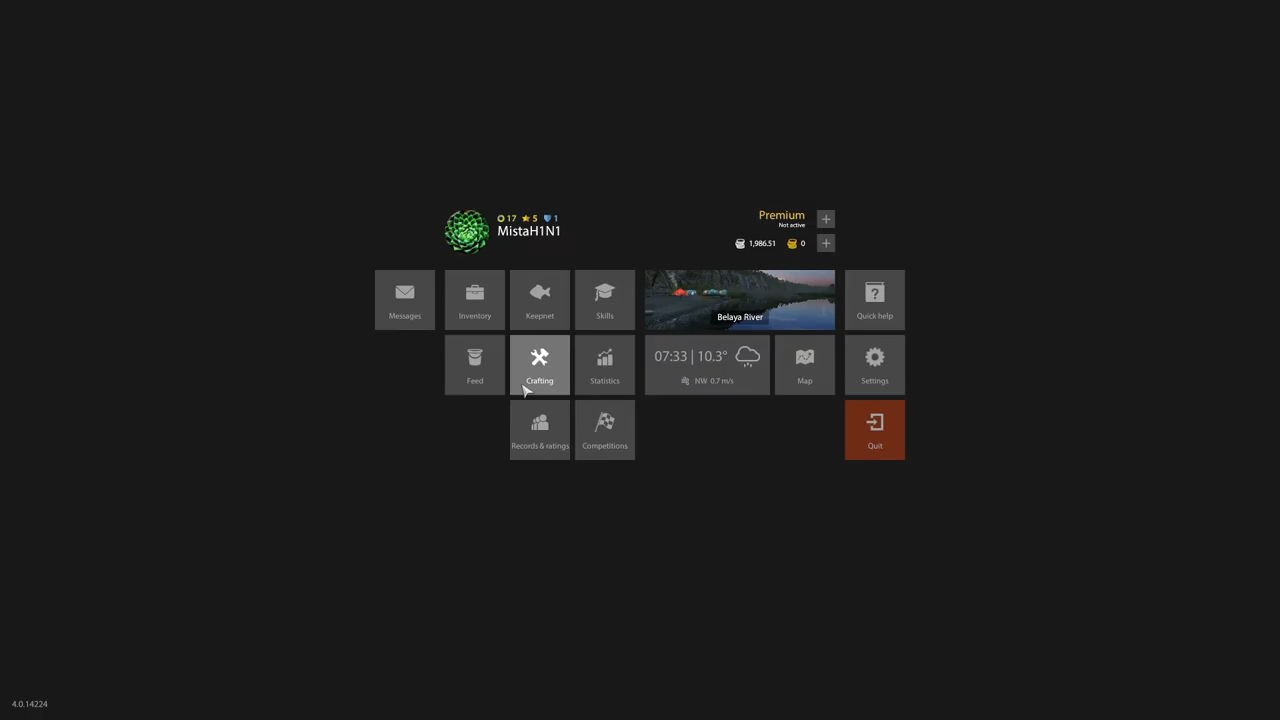 17 5 1
MistaH1N1
Premium
Not active
1,986.51 0
Messages
Inventory
Keepnet
Skills
Belaya River
Quick help
Feed
Crafting
Statistics
07:33 | 10.3°
NW 0.7 m/s
Map
Settings
Records & ratings
Competitions
Quit
4.0.14224